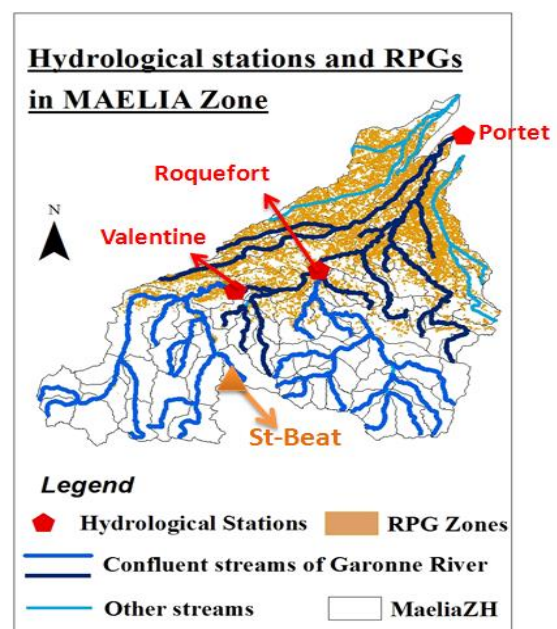 Hydrological stations and RPGs
in MAELIA Zone
Portet
Roquefort
N
Valentine
St-Beat
Legend
Hydrological Stations
RPG Zones
Confluent streams of Garonne River
Other streams
MaeliaZH